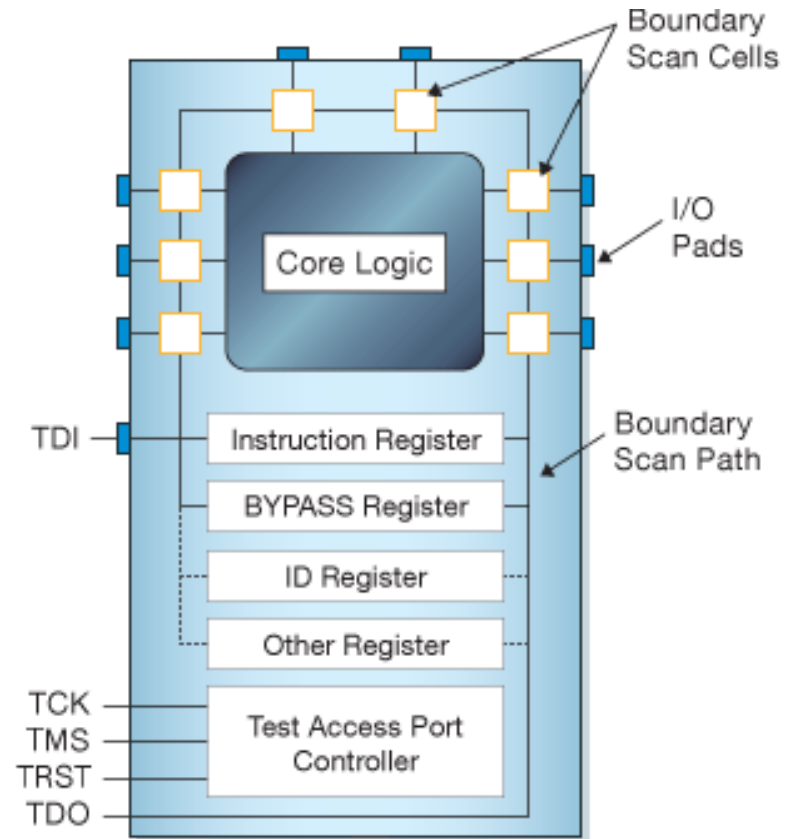 Boundary
Scan Cells
I/O
Pads
Core Logic
Boundary
Scan Path
TDI
Instruction Register
BYPASS Register
ID Register
Other Register
TCK
TMS
TRST
TDO
Test Access Port
Controller